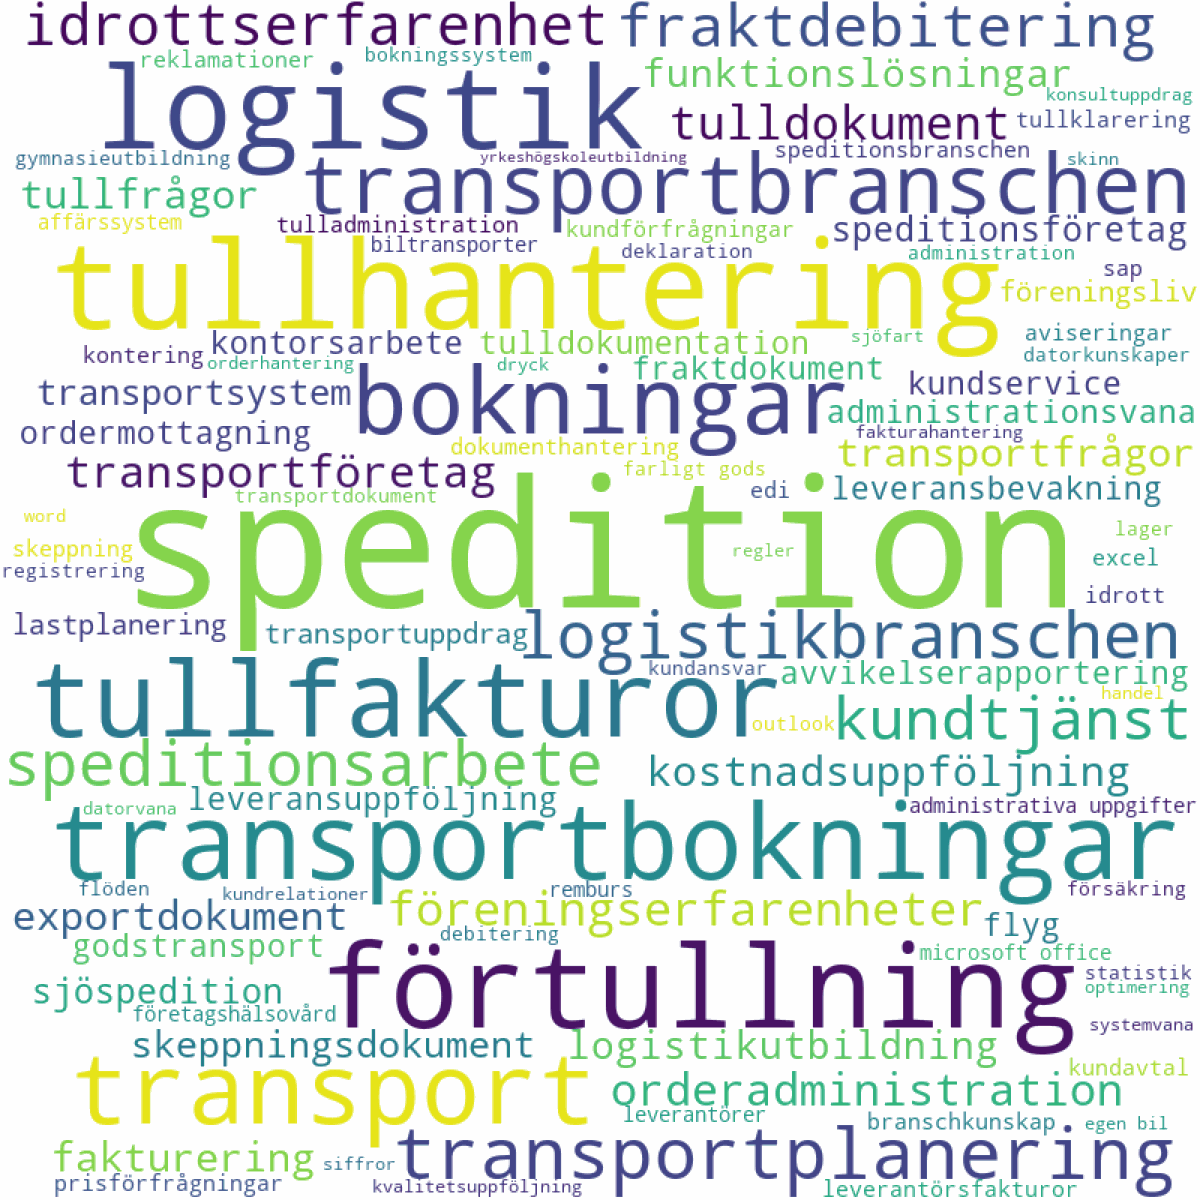 idrottserfarenhet fraktdebitering
reklamationer bokningssystem
logistik funktionslösningar
konsultuppdrag
tulldokument tullklarering
gymnasieutbildning yrkeshögskoleutbildning speditionsbranschen skinn
tullfrågor transportbranschen
affärssystem tulladministration kundförfrågningar speditionsföretag
biltransporter deklaration administration
sap
tullhantering föreningsliv
kontering kontorsarbete tulldokumentation sjöfart aviseringar
orderhantering dryck fraktdokument datorkunskaper
transportsystem bokningar kundservice
administrationsvana
ordermottagning fakturahantering
dokumenthantering transportfrågor
transportföretag farligt gods
transportdokument edi leveransbevakning
word spedition lager
skeppning regler excel
registrering idrott
lastplanering transportuppdrag logistikbranschen
kundansvar avvikelserapportering
tullfakturor handel
outlook kundtjänst
speditionsarbete kostnadsuppföljning
datorvana leveransuppföljning administrativa uppgifter
transportbokningar
flöden kundrelationer remburs försäkring
exportdokument föreningserfarenheter flyg
godstransport debitering microsoft office
förtullning statistik
sjöspedition optimering
företagshälsovård systemvana
skeppningsdokument logistikutbildning
kundavtal
transport orderadministration
leverantörer branschkunskap egen bil
fakturering siffror transportplanering
prisförfrågningar kvalitetsuppföljning leverantörsfakturor